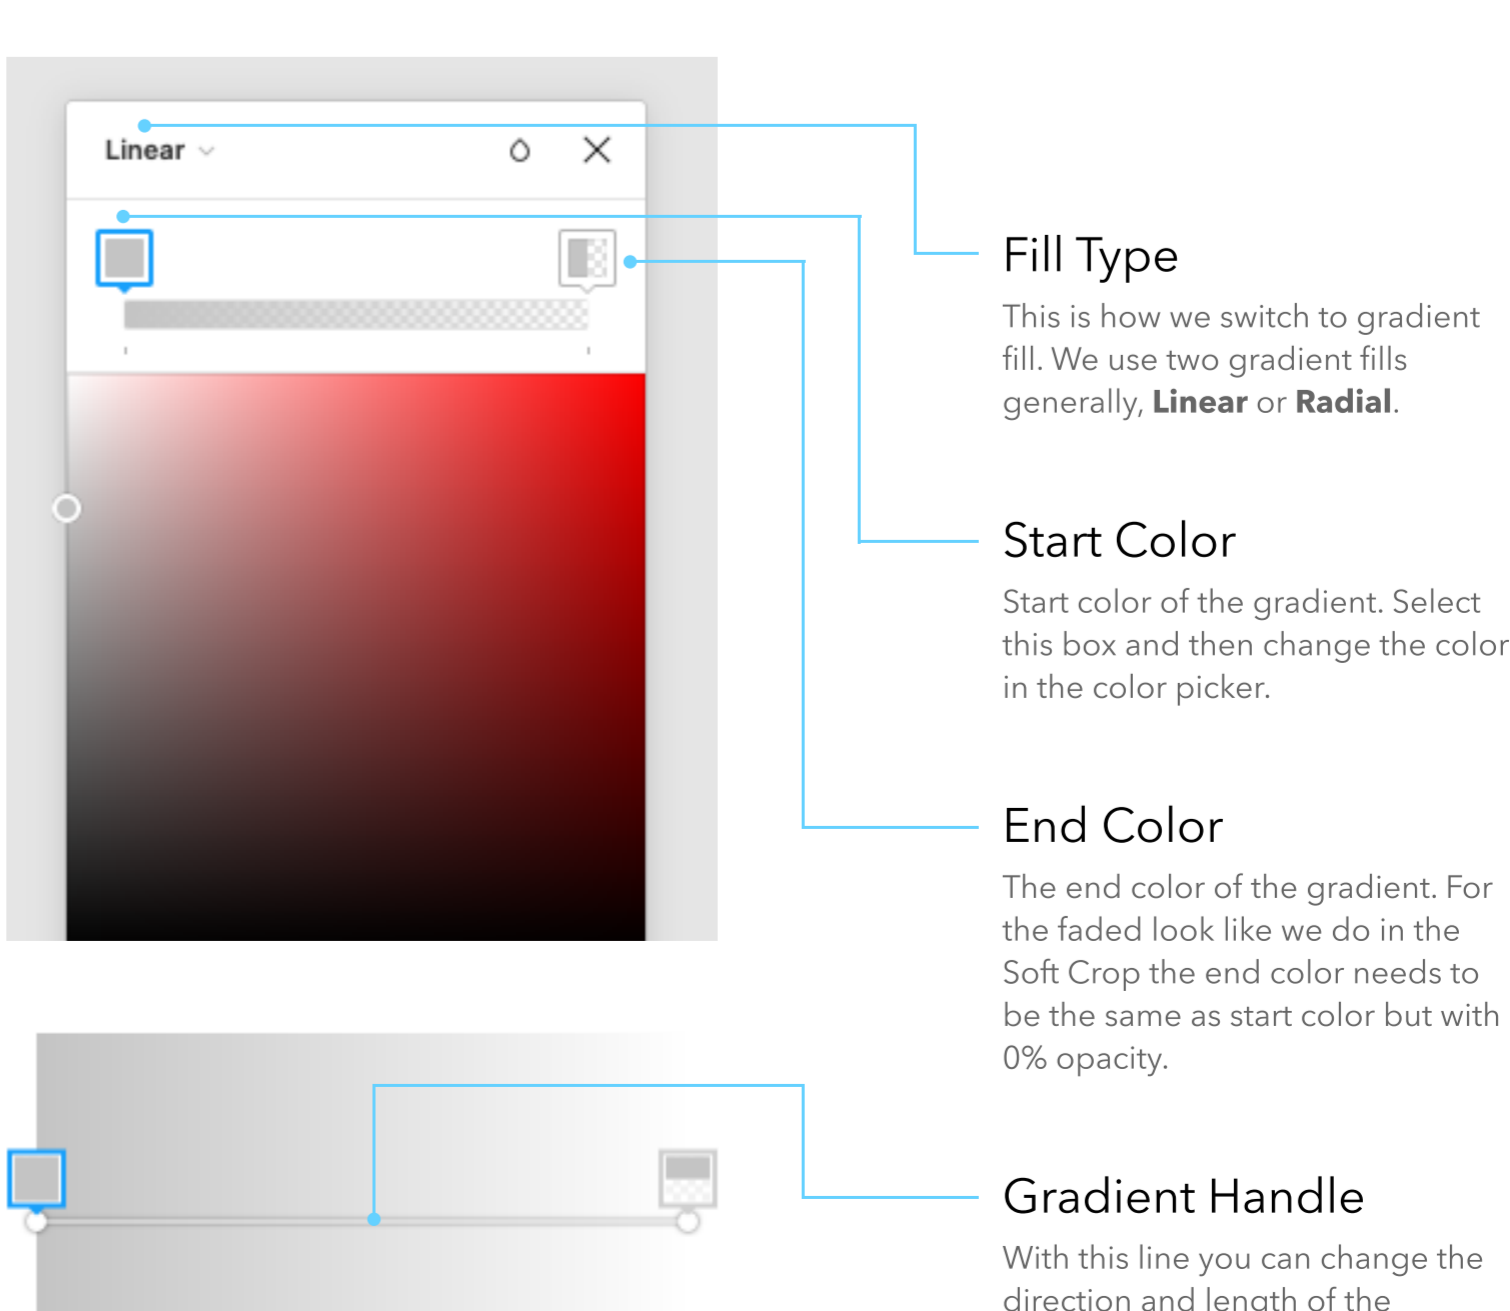 Linear
Fill Type
This is how we switch to gradient
fill. We use two gradient fills
generally, Linear or Radial.
Start Color
Start color of the gradient. Select
this box and then change the color
in the color picker.
End Color
The end color of the gradient. For
the faded look like we do in the
Soft Crop the end color needs to
be the same as start color but with
0% opacity.
Gradient Handle
With this line you can change the
direction and length of the